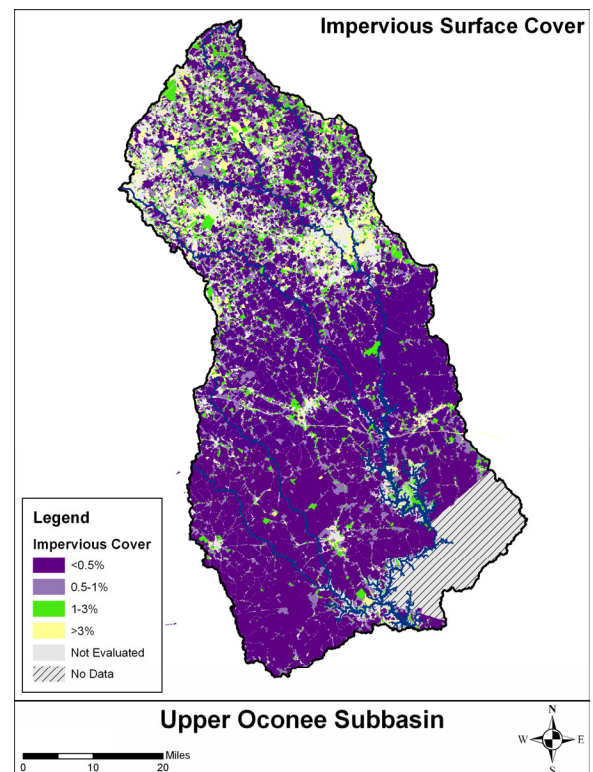 Impervious Surface Cover
Legend
Impervious Cover
<0.5%
0.5-1%
1-3%
>3%
Not Evaluated
No Data
Upper Oconee Subbasin
Miles
0 10 20
N
W E
S